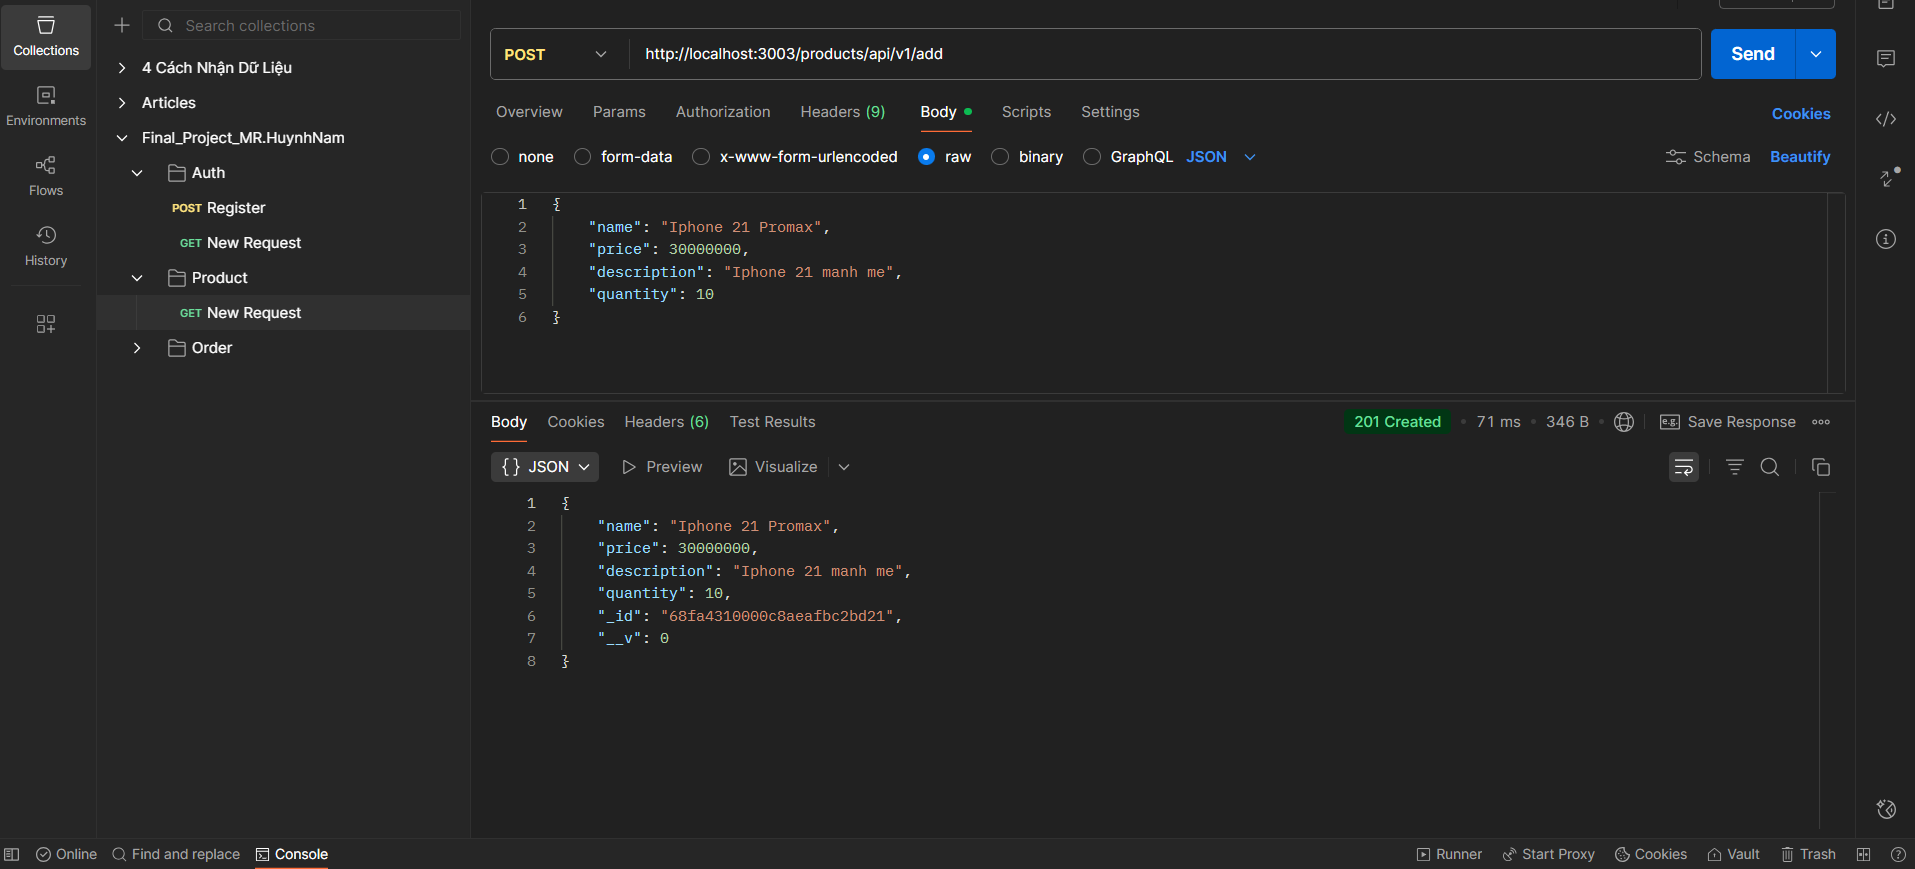 Collections
Environments
Flows
History
Search collections
4 Cách Nhận Dữ Liệu
Articles
Final_Project_MR.HuynhNam
Auth
POST Register
GET New Request
Product
GET New Request
Order
POST
http://localhost:3003/products/api/v1/add
Send
Overview Params Authorization Headers (9) Body Scripts Settings Cookies
none form-data x-www-form-urlencoded raw binary GraphQL JSON Schema Beautify
1 {
2 "name": "Iphone 21 Promax",
3 "price": 30000000,
4 "description": "Iphone 21 manh me",
5 "quantity": 10
6 }
Body Cookies Headers (6) Test Results 201 Created • 71 ms • 346 B • e.g. Save Response
{} JSON Preview Visualize
1 {
2 "name": "Iphone 21 Promax",
3 "price": 30000000,
4 "description": "Iphone 21 manh me",
5 "quantity": 10,
6 "_id": "68fa4310000c8aeafbc2bd21",
7 "__v": 0
8 }
Online Find and replace Console Runner Start Proxy Cookies Vault Trash